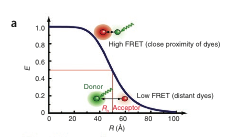 a
1.0
High FRET (close proximity of dyes)
0.8
0.6
E
0.4
Donor
0.2
Low FRET (distant dyes)
R₀ Acceptor
0
0 20 40 60 80 100
R (Å)